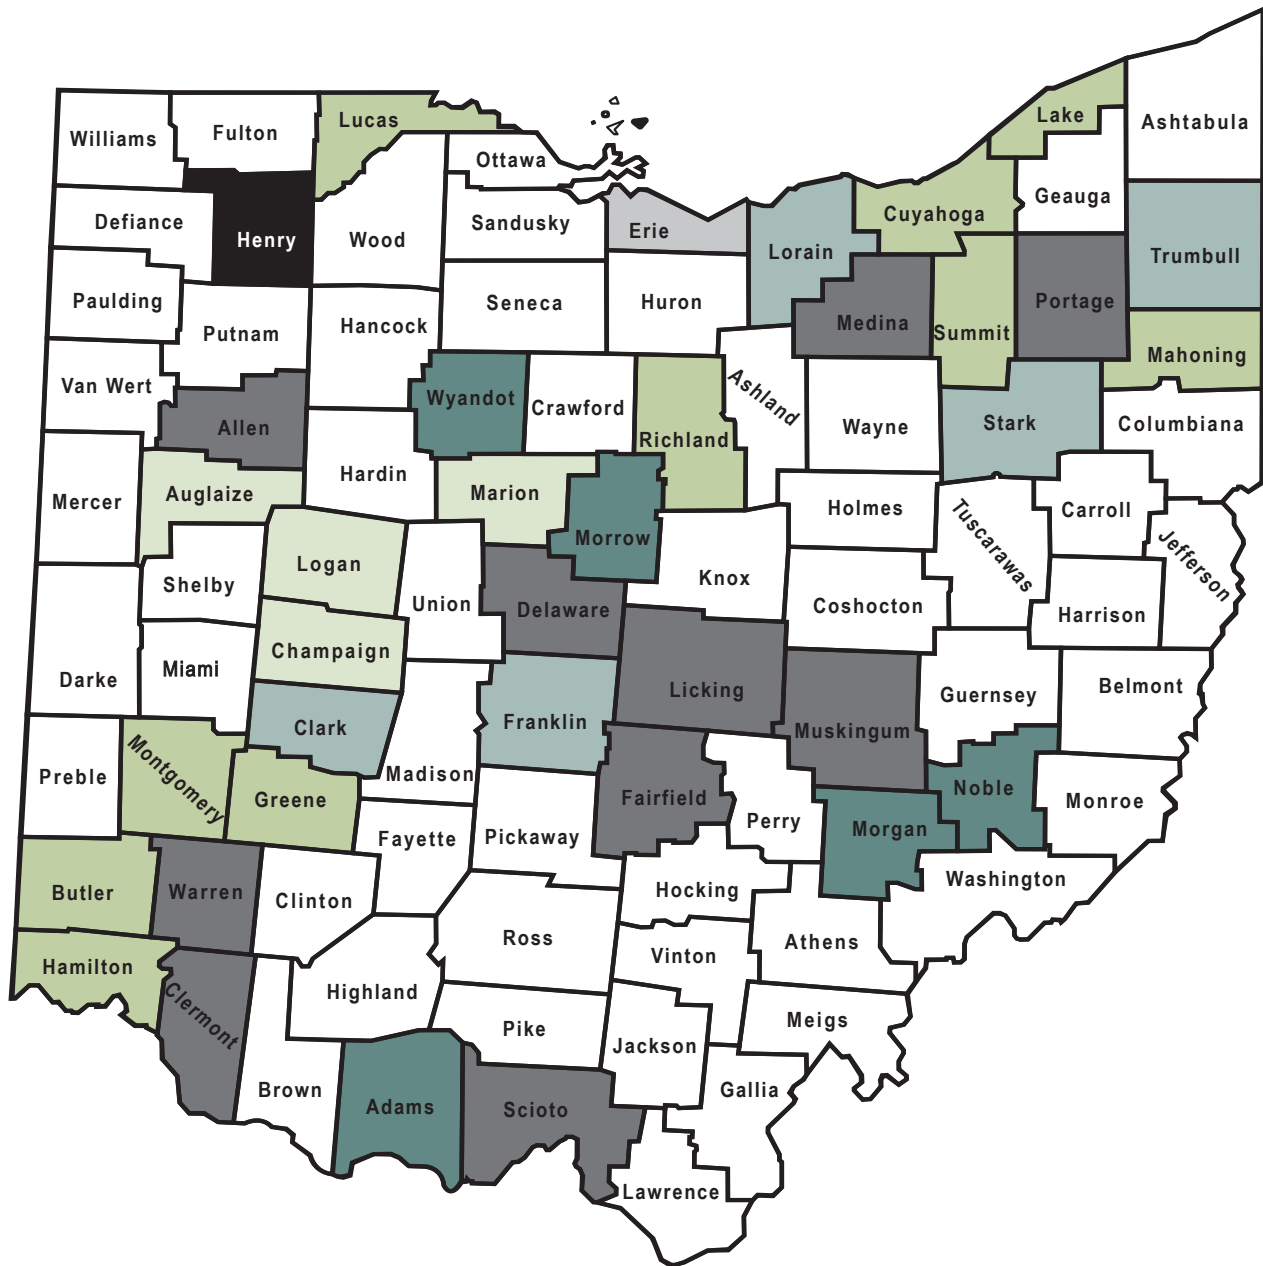 Williams
Fulton
Lucas
Ottawa
Lake
Ashtabula
Geauga
Defiance
Henry
Wood
Sandusky
Erie
Lorain
Cuyahoga
Trumbull
Paulding
Putnam
Hancock
Seneca
Huron
Medina
Summit
Portage
Mahoning
Van Wert
Allen
Wyandot
Crawford
Richland
Ashland
Wayne
Stark
Columbiana
Mercer
Auglaize
Hardin
Marion
Morrow
Holmes
Tuscarawas
Carroll
Jefferson
Shelby
Logan
Union
Delaware
Knox
Coshocton
Harrison
Darke
Miami
Champaign
Licking
Muskingum
Guernsey
Belmont
Clark
Franklin
Preble
Montgomery
Greene
Madison
Fairfield
Perry
Morgan
Noble
Monroe
Fayette
Pickaway
Butler
Warren
Clinton
Hocking
Washington
Ross
Athens
Vinton
Hamilton
Clermont
Highland
Pike
Jackson
Meigs
Brown
Adams
Scioto
Gallia
Lawrence